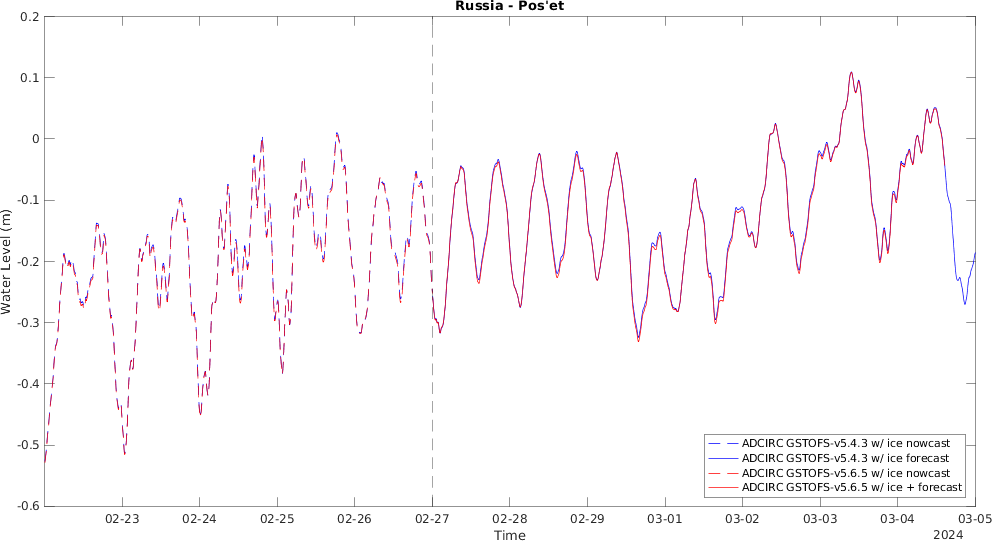 Russia - Pos'et
Water Level (m)
0.2
0.1
0
-0.1
-0.2
-0.3
-0.4
-0.5
-0.6
ADCIRC GSTOFS-v5.4.3 w/ ice nowcast
ADCIRC GSTOFS-v5.4.3 w/ ice forecast
ADCIRC GSTOFS-v5.6.5 w/ ice nowcast
ADCIRC GSTOFS-v5.6.5 w/ ice + forecast
02-23 02-24 02-25 02-26 02-27 02-28 02-29 03-01 03-02 03-03 03-04 03-05
Time
2024